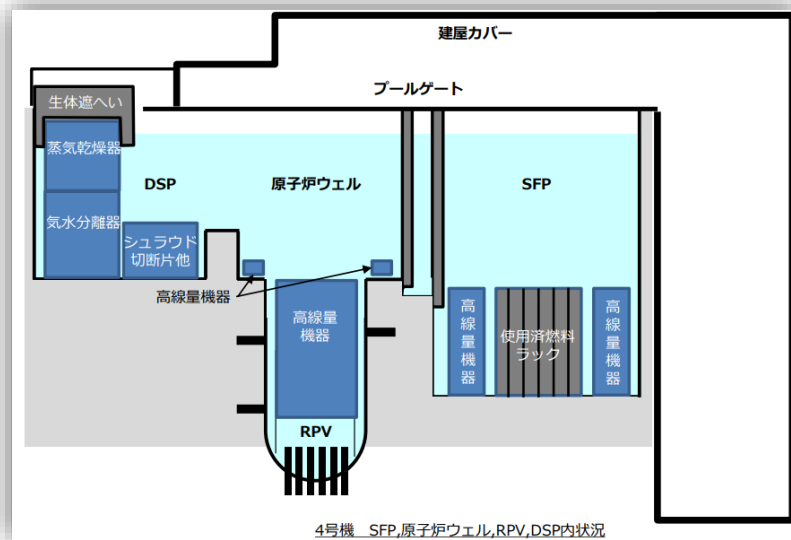 建屋カバー
プールゲート
生体遮へい
蒸気乾燥器
DSP
原子炉ウェル
SFP
気水分離器
シュラウド
切断片他
高線量機器
高線量
機器
高線量機器
使用済燃料
ラック
高線量機器
RPV
4号機 SFP,原子炉ウェル,RPV,DSP内状況